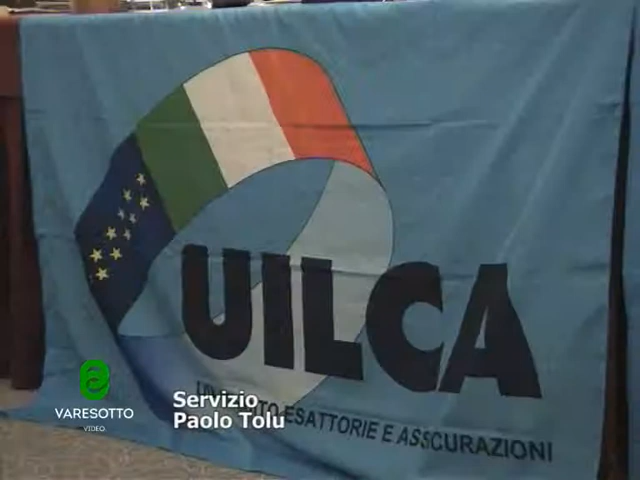 UILCA
ESATTORIE E ASSICURAZIONI
Servizio
Paolo Tolu
VARESOTTO
VIDEO